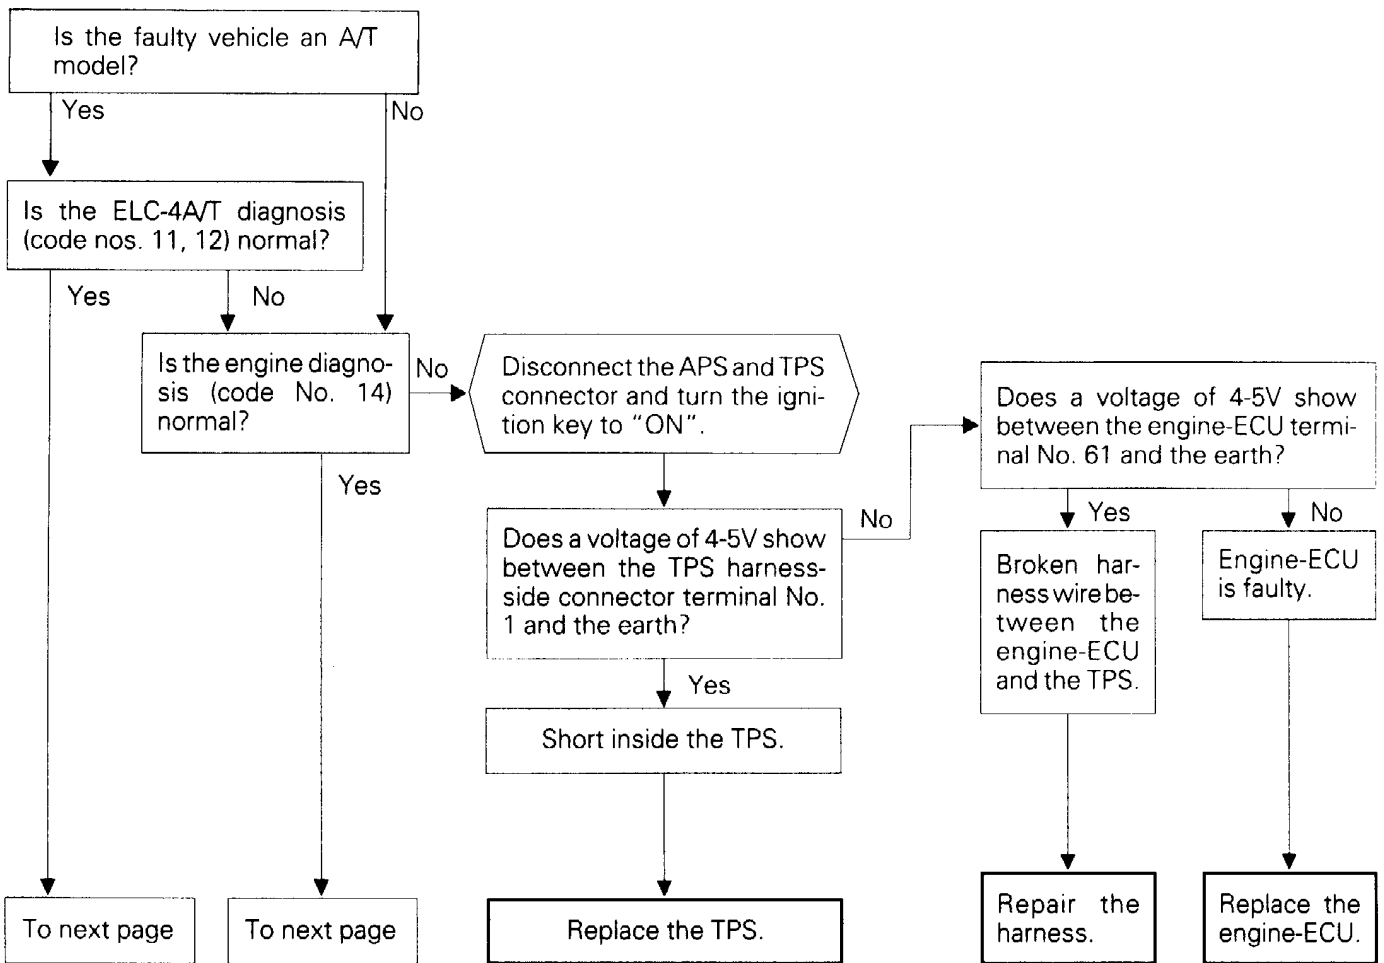 Is the faulty vehicle an A/T
model?
Yes
No
Is the ELC-4A/T diagnosis
(code nos. 11, 12) normal?
Yes
No
Is the engine diagno-
sis (code No. 14)
normal?
No
Yes
Disconnect the APS and TPS
connector and turn the igni-
tion key to "ON".
Does a voltage of 4-5V show
between the TPS harness-
side connector terminal No.
1 and the earth?
No
Yes
Does a voltage of 4-5V show
between the engine-ECU termi-
nal No. 61 and the earth?
Yes
No
Broken har-
ness wire be-
tween the
engine-ECU
and the TPS.
Engine-ECU
is faulty.
Short inside the TPS.
To next page
To next page
Replace the TPS.
Repair the
harness.
Replace the
engine-ECU.